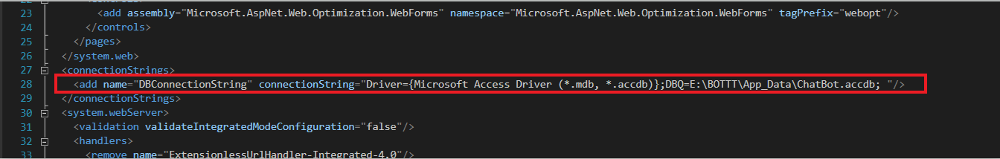 23 <add assembly="Microsoft.AspNet.Web.Optimization.WebForms" namespace="Microsoft.AspNet.Web.Optimization.WebForms" tagPrefix="webopt"/>
24 </controls>
25 </pages>
26 </system.web>
27 <connectionStrings>
28 <add name="DBConnectionString" connectionString="Driver={Microsoft Access Driver (*.mdb, *.accdb)};DBQ=E:\BOTTT\App_Data\ChatBot.accdb; "/>
29 </connectionStrings>
30 <system.webServer>
31 <validation validateIntegratedModeConfiguration="false"/>
32 <handlers>
33 <remove name="ExtensionlessUrlHandler-Integrated-4.0"/>